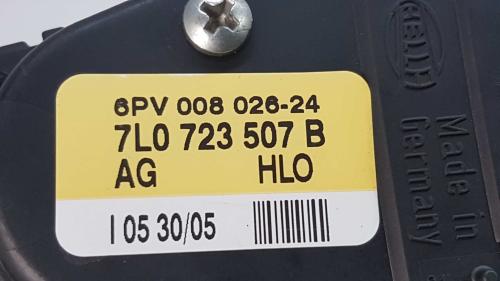 6PV 008 026-24
7L0 723 507 B
AG HLO
I 05 30/05
HELLA
Made in
Germany